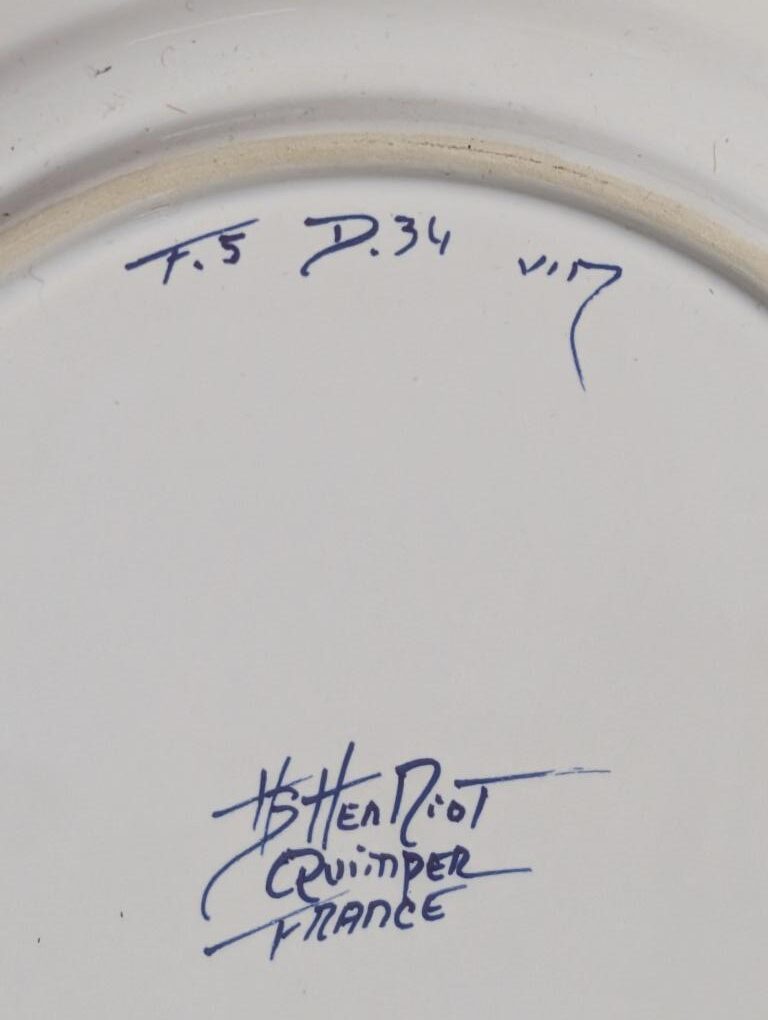 F.5 D.34
HB Henriot
Quimper
France